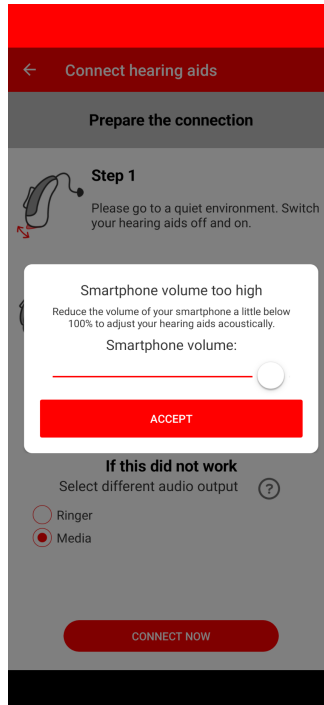 Connect hearing aids
Prepare the connection
Step 1
Please go to a quiet environment. Switch
your hearing aids off and on.
Smartphone volume too high
Reduce the volume of your smartphone a little below
100% to adjust your hearing aids acoustically.
Smartphone volume:
ACCEPT
If this did not work
Select different audio output ?
Ringer
Media
CONNECT NOW